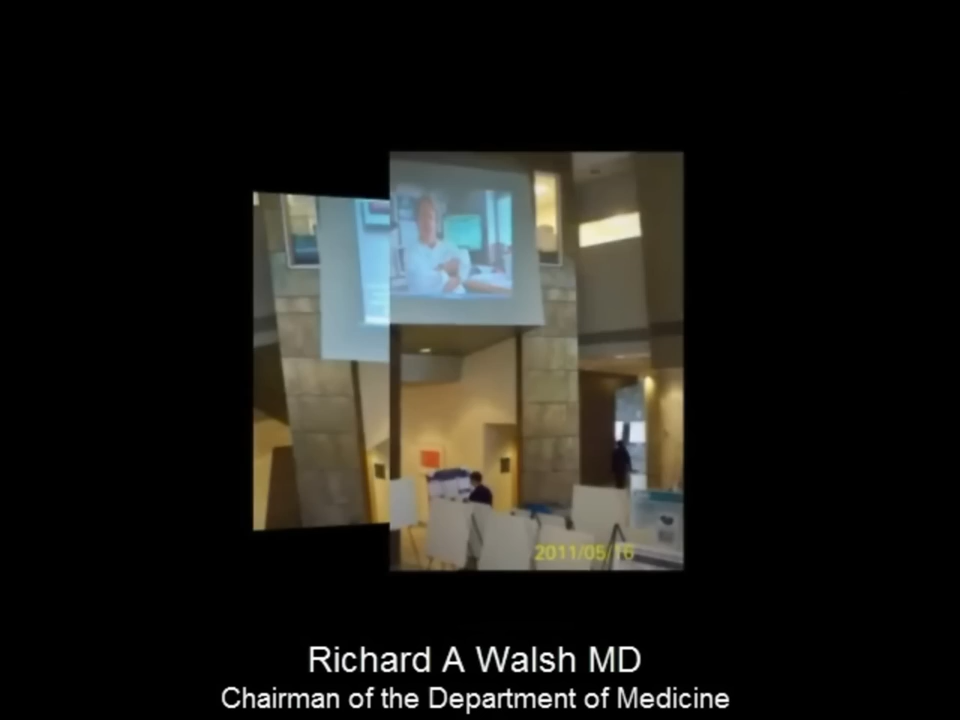 2011/05/16
Richard A Walsh MD
Chairman of the Department of Medicine